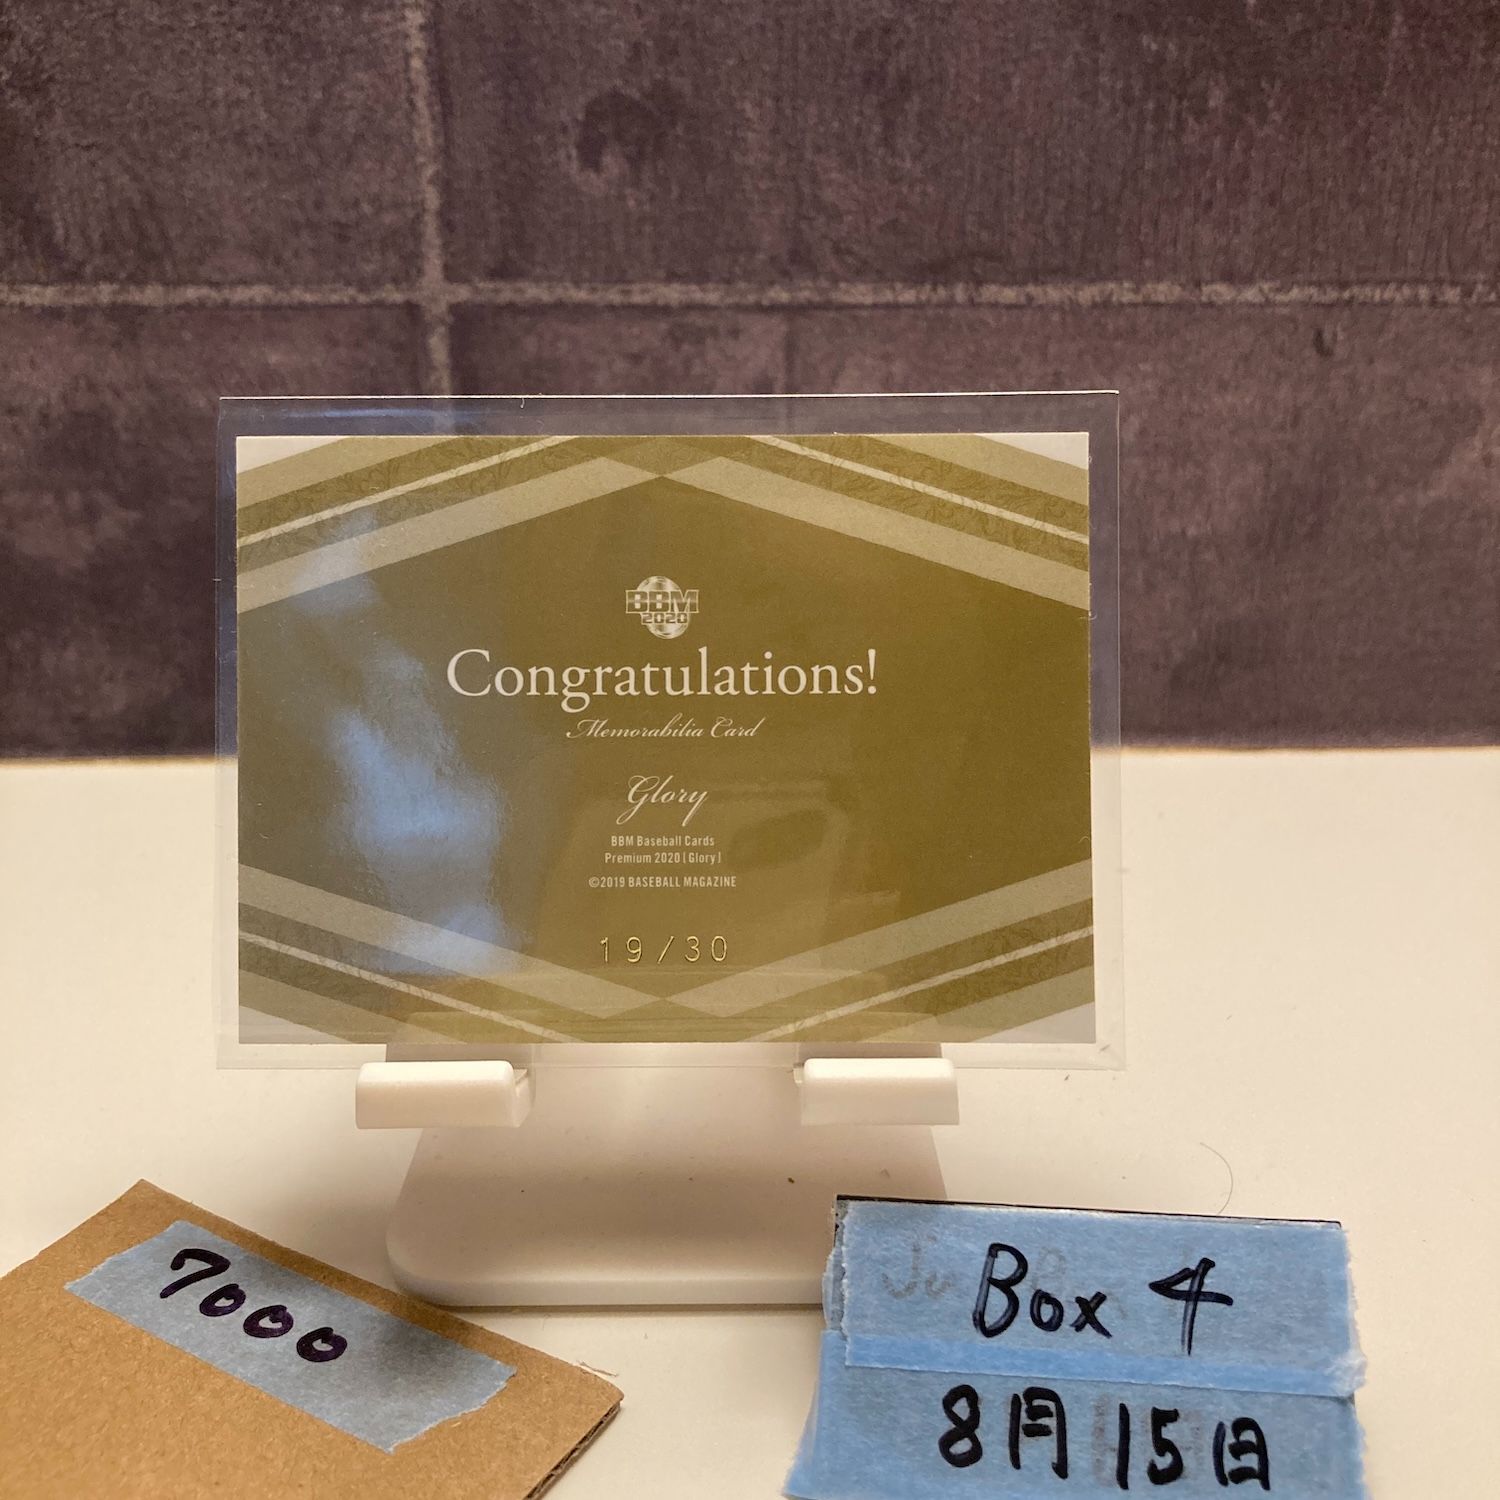 BBM
2020
Congratulations!
Memorabilia Card
Glory
BBM Baseball Cards
Premium 2020 [Glory]
©2019 BASEBALL MAGAZINE
19/30
7000
Box 4
8月15日